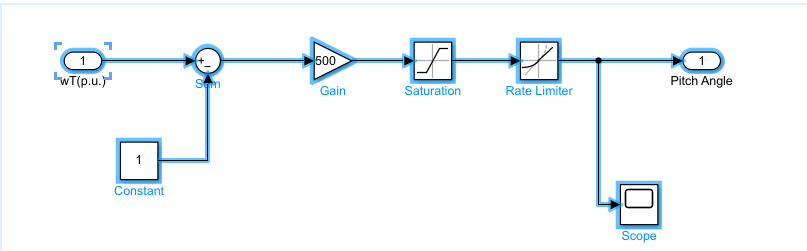 1
wT(p.u.)
+
_
Sum
500
Gain
Saturation
Rate Limiter
1
Pitch Angle
1
Constant
Scope